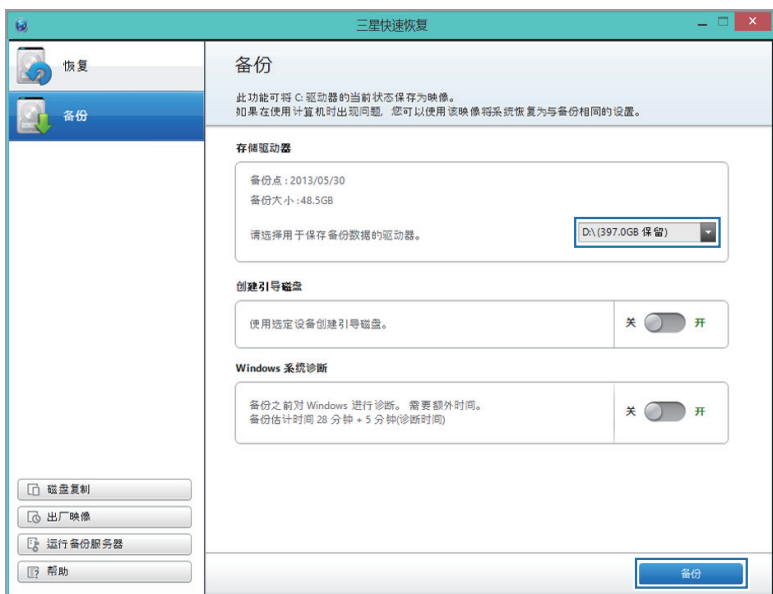 三星快速恢复
恢复
备份
备份
此功能可将 C: 驱动器的当前状态保存为映像。
如果在使用计算机时出现问题，您可以使用该映像将系统恢复为与备份相同的设置。
存储驱动器
备份点 : 2013/05/30
备份大小 :48.5GB
请选择用于保存备份数据的驱动器。
D:\ (397.0GB 保留)
创建引导磁盘
使用选定设备创建引导磁盘。
关 开
Windows 系统诊断
备份之前对 Windows 进行诊断。 需要额外时间。
备份估计时间 28 分钟 + 5 分钟(诊断时间)
关 开
磁盘复制
出厂映像
运行备份服务器
帮助
备份